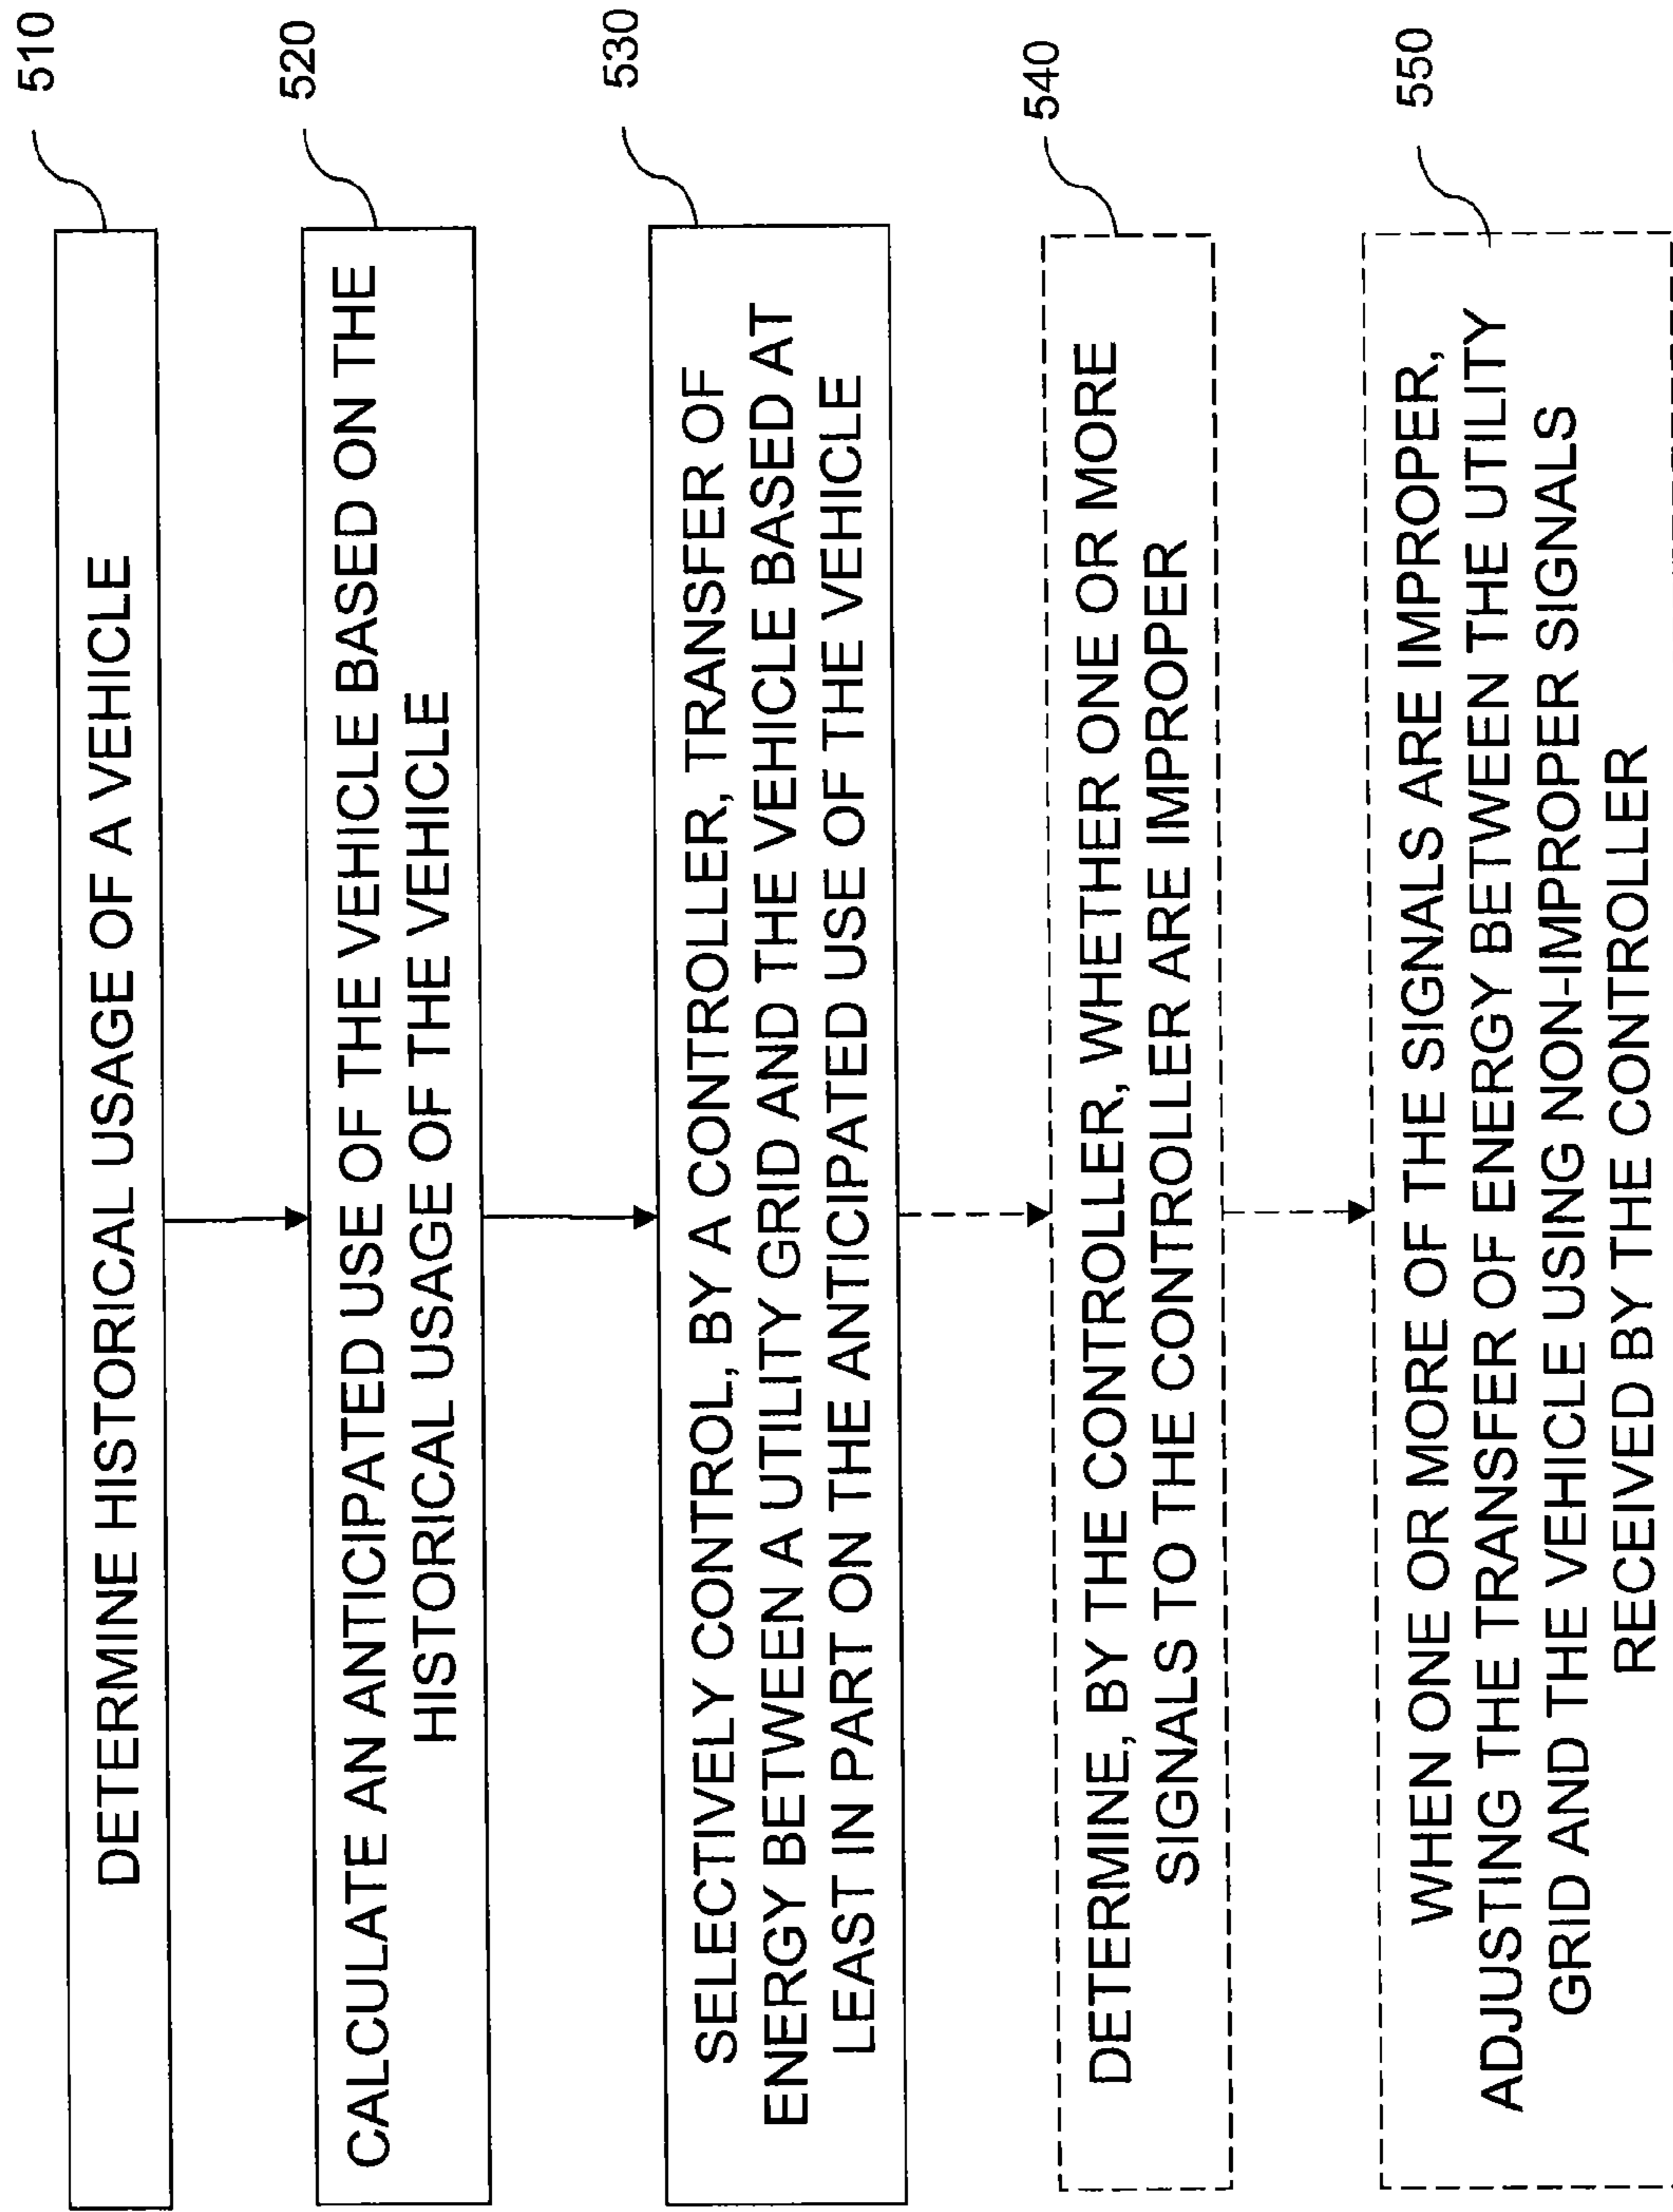 510
DETERMINE HISTORICAL USAGE OF A VEHICLE
520
CALCULATE AN ANTICIPATED USE OF THE VEHICLE BASED ON THE
HISTORICAL USAGE OF THE VEHICLE
530
SELECTIVELY CONTROL, BY A CONTROLLER, TRANSFER OF
ENERGY BETWEEN A UTILITY GRID AND THE VEHICLE BASED AT
LEAST IN PART ON THE ANTICIPATED USE OF THE VEHICLE
540
DETERMINE, BY THE CONTROLLER, WHETHER ONE OR MORE
SIGNALS TO THE CONTROLLER ARE IMPROPER
550
WHEN ONE OR MORE OF THE SIGNALS ARE IMPROPER,
ADJUSTING THE TRANSFER OF ENERGY BETWEEN THE UTILITY
GRID AND THE VEHICLE USING NON-IMPROPER SIGNALS
RECEIVED BY THE CONTROLLER